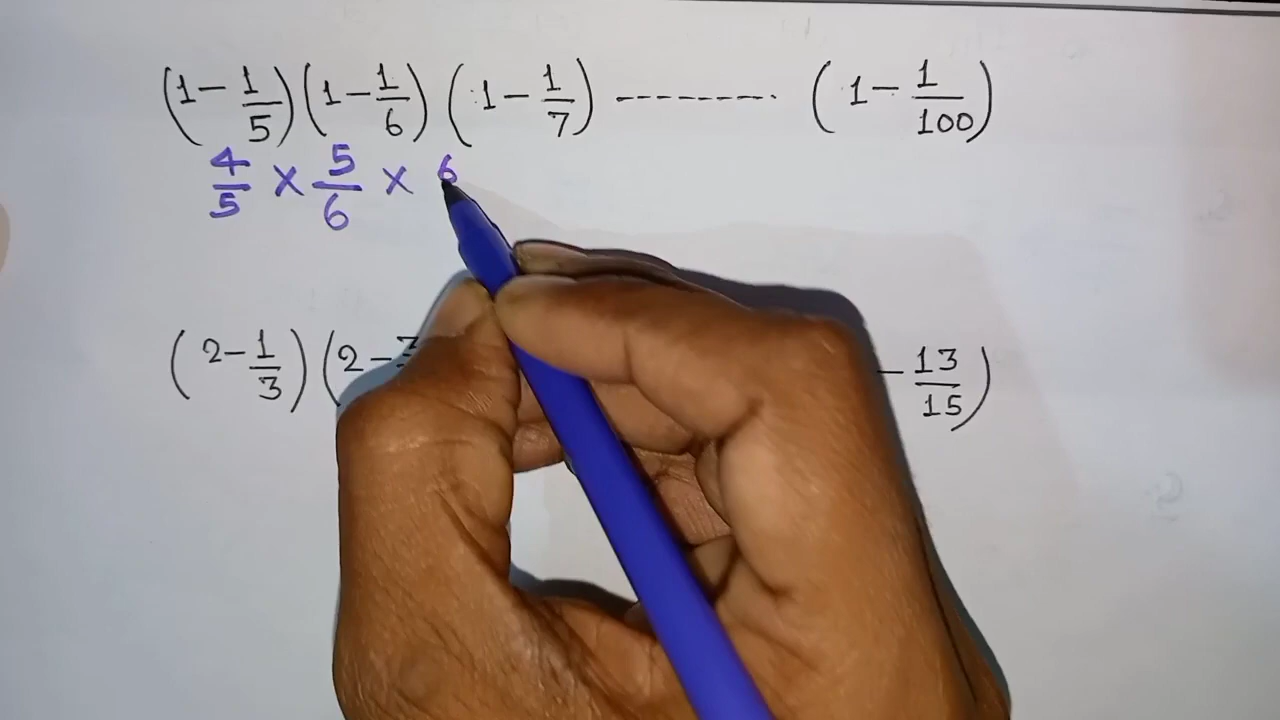 (1 - 1/5) (1 - 1/6) (1 - 1/7) --------- (1 - 1/100)
4/5 × 5/6 × 6
(2 - 1/3) (2 - 3 - 13/15)